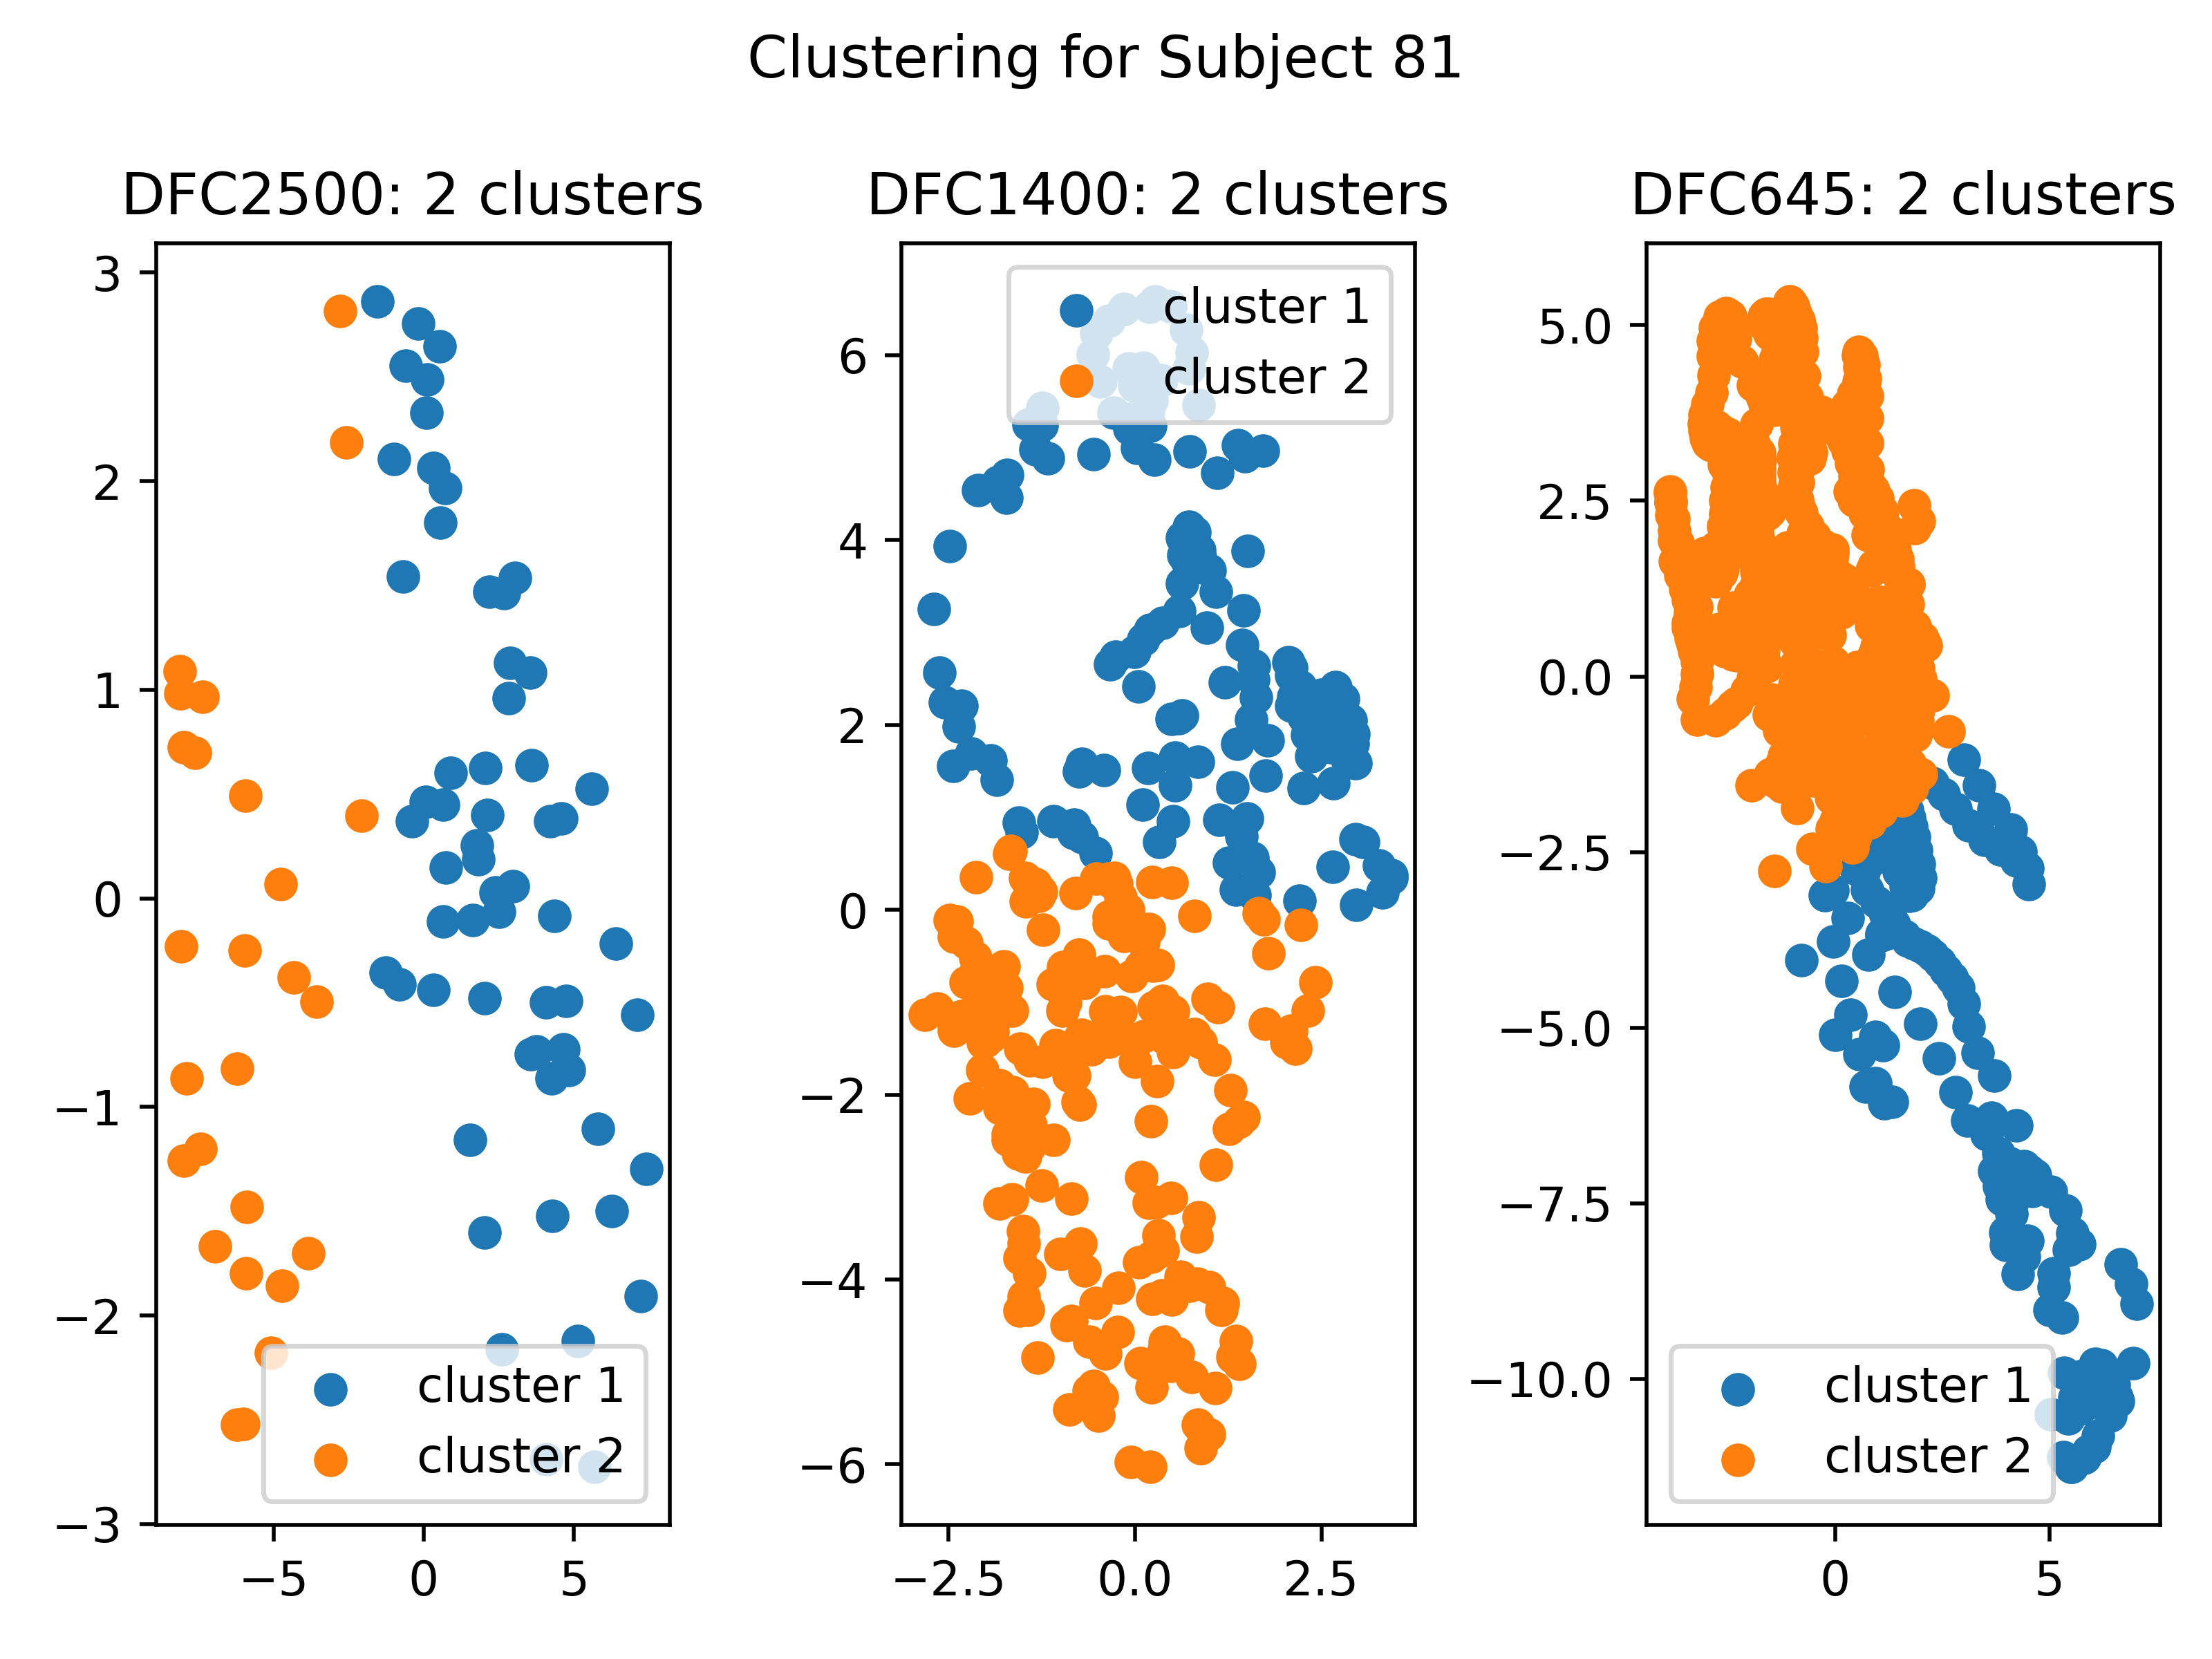 Clustering for Subject 81
DFC2500: 2 clusters
3
2
1
0
−1
−2
−3
−5
0
5
cluster 1
cluster 2
DFC1400: 2 clusters
6
4
2
0
−2
−4
−6
−2.5
0.0
2.5
cluster 1
cluster 2
DFC645: 2 clusters
5.0
2.5
0.0
−2.5
−5.0
−7.5
−10.0
0
5
cluster 1
cluster 2